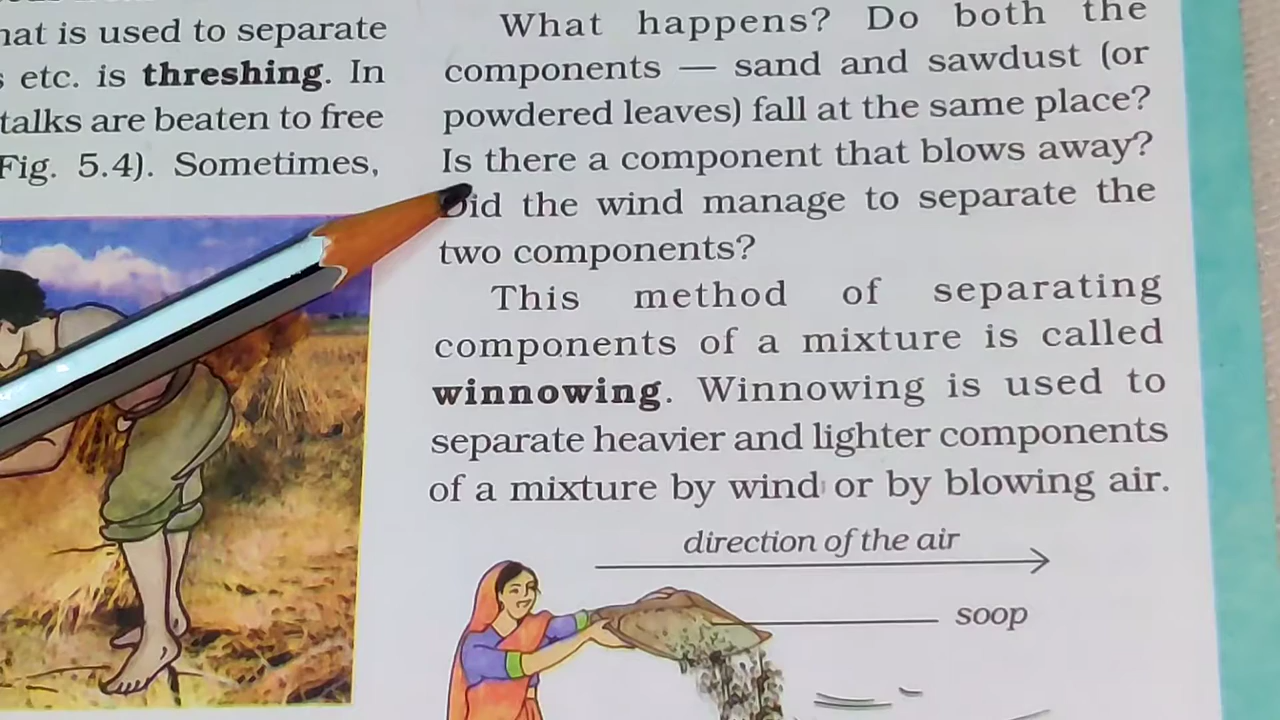 hat is used to separate
etc. is threshing. In
talks are beaten to free
Fig. 5.4). Sometimes,
What happens? Do both the
components — sand and sawdust (or
powdered leaves) fall at the same place?
Is there a component that blows away?
Did the wind manage to separate the
two components?
This method of separating
components of a mixture is called
winnowing. Winnowing is used to
separate heavier and lighter components
of a mixture by wind or by blowing air.
direction of the air
soop